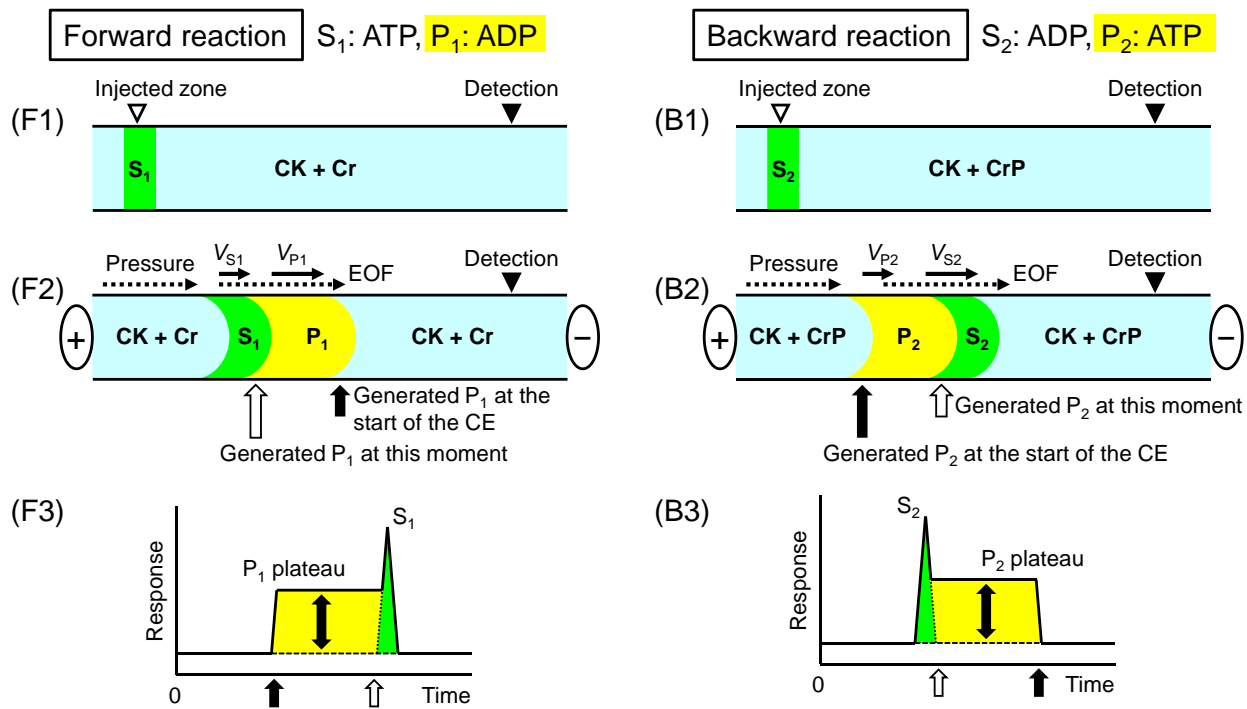 Forward reaction S₁: ATP, P₁: ADP
(F1)
Injected zone Detection
S₁ CK + Cr
(F2)
Pressure V_S1 V_P1 EOF Detection
+ CK + Cr S₁ P₁ CK + Cr −
Generated P₁ at the
start of the CE
Generated P₁ at this moment
(F3)
S₁
P₁ plateau
Response
0 Time
Backward reaction S₂: ADP, P₂: ATP
(B1)
Injected zone Detection
S₂ CK + CrP
(B2)
Pressure V_P2 V_S2 EOF Detection
+ CK + CrP P₂ S₂ CK + CrP −
Generated P₂ at this moment
Generated P₂ at the start of the CE
(B3)
S₂
P₂ plateau
Response
0 Time